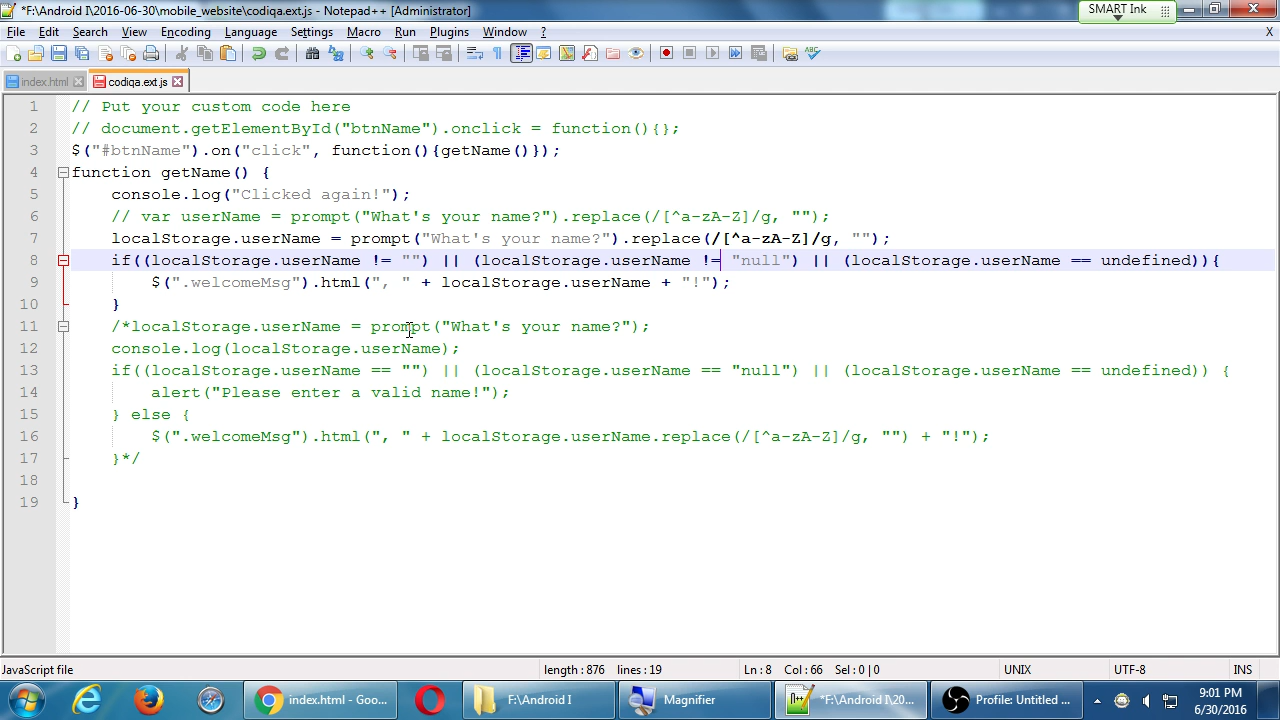 *F:\Android I\2016-06-30\mobile_website\codiqa.ext.js - Notepad++ [Administrator]
SMART Ink
File Edit Search View Encoding Language Settings Macro Run Plugins Window ? X
index.html codiqa.ext.js
1 // Put your custom code here
2 // document.getElementById("btnName").onclick = function(){};
3 $("#btnName").on("click", function(){getName()});
4 function getName() {
5 console.log("Clicked again!");
6 // var userName = prompt("What's your name?").replace(/[^a-zA-Z]/g, "");
7 localStorage.userName = prompt("What's your name?").replace(/[^a-zA-Z]/g, "");
8 if((localStorage.userName != "") || (localStorage.userName != "null") || (localStorage.userName == undefined)){
9 $(".welcomeMsg").html(", " + localStorage.userName + "!");
10 }
11 /*localStorage.userName = prompt("What's your name?");
12 console.log(localStorage.userName);
13 if((localStorage.userName == "") || (localStorage.userName == "null") || (localStorage.userName == undefined)) {
14 alert("Please enter a valid name!");
15 } else {
16 $(".welcomeMsg").html(", " + localStorage.userName.replace(/[^a-zA-Z]/g, "") + "!");
17 }*/
18
19 }
JavaScript file length : 876 lines : 19 Ln : 8 Col : 66 Sel : 0 | 0 UNIX UTF-8 INS
index.html - Goo... F:\Android I Magnifier *F:\Android I\20... Profile: Untitled ... 9:01 PM
6/30/2016